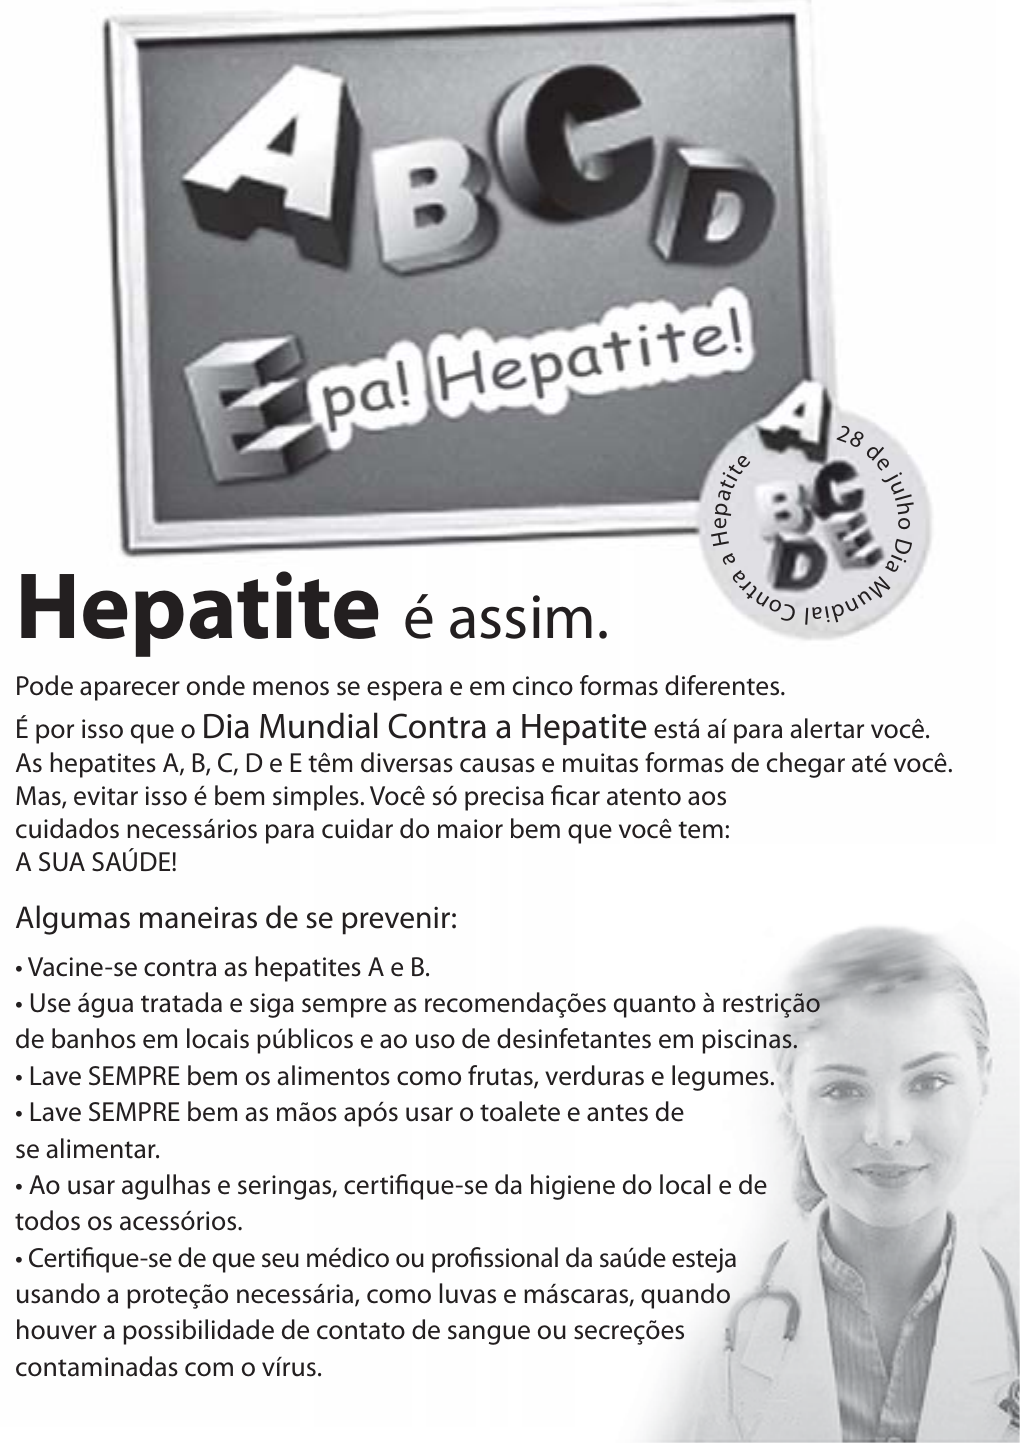 A B C D
Epa! Hepatite!
28 de julho Dia Mundial Contra a Hepatite
A
B C
D E!
Hepatite é assim.
Pode aparecer onde menos se espera e em cinco formas diferentes.
É por isso que o Dia Mundial Contra a Hepatite está aí para alertar você.
As hepatites A, B, C, D e E têm diversas causas e muitas formas de chegar até você.
Mas, evitar isso é bem simples. Você só precisa ficar atento aos
cuidados necessários para cuidar do maior bem que você tem:
A SUA SAÚDE!
Algumas maneiras de se prevenir:
• Vacine-se contra as hepatites A e B.
• Use água tratada e siga sempre as recomendações quanto à restrição
de banhos em locais públicos e ao uso de desinfetantes em piscinas.
• Lave SEMPRE bem os alimentos como frutas, verduras e legumes.
• Lave SEMPRE bem as mãos após usar o toalete e antes de
se alimentar.
• Ao usar agulhas e seringas, certifique-se da higiene do local e de
todos os acessórios.
• Certifique-se de que seu médico ou profissional da saúde esteja
usando a proteção necessária, como luvas e máscaras, quando
houver a possibilidade de contato de sangue ou secreções
contaminadas com o vírus.